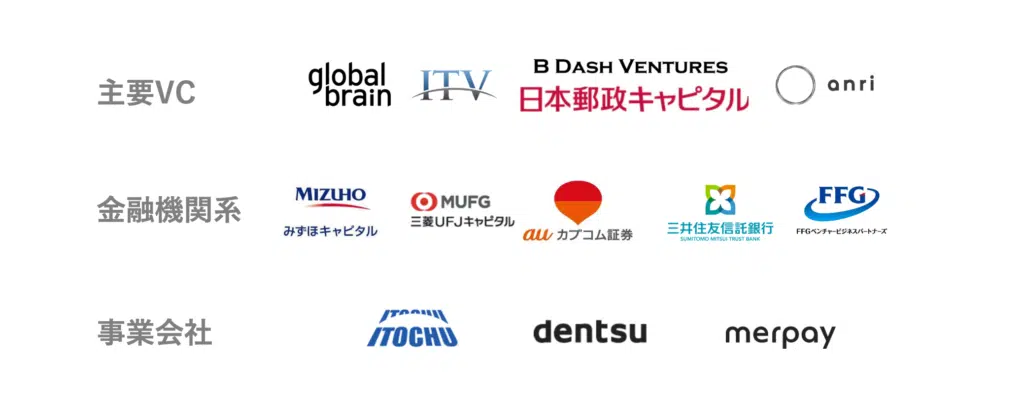 主要VC
global
brain
ITV
B DASH VENTURES
日本郵政キャピタル
anri
金融機関系
MIZUHO
みずほキャピタル
MUFG
三菱UFJキャピタル
au カブコム証券
三井住友信託銀行
SUMITOMO MITSUI TRUST BANK
FFG
FFGベンチャービジネスパートナーズ
事業会社
ITOCHU
ITOCHU
dentsu
merpay